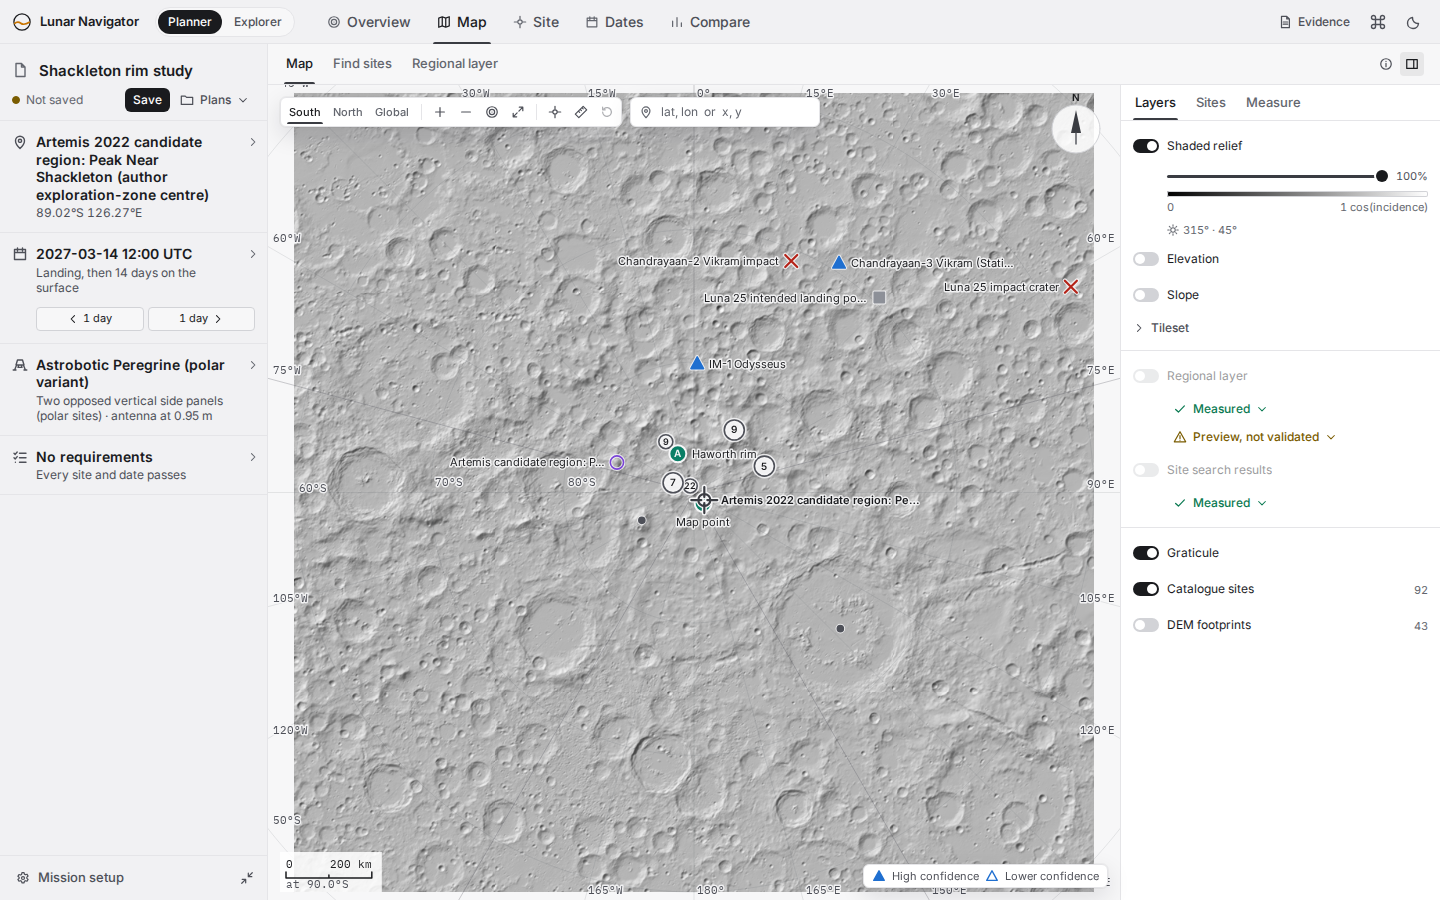 Lunar Navigator
Planner
Explorer
Overview
Map
Site
Dates
Compare
Evidence
Shackleton rim study
Not saved
Save
Plans
Artemis 2022 candidate
region: Peak Near
Shackleton (author
exploration-zone centre)
89.02°S 126.27°E
2027-03-14 12:00 UTC
Landing, then 14 days on the
surface
1 day
1 day
Astrobotic Peregrine (polar
variant)
Two opposed vertical side panels
(polar sites) · antenna at 0.95 m
No requirements
Every site and date passes
Mission setup
Map
Find sites
Regional layer
30°W
15°W
0°
15°E
30°E
South
North
Global
lat, lon or x, y
N
60°W
60°E
Chandrayaan-2 Vikram impact
Chandrayaan-3 Vikram (Stati...
Luna 25 intended landing po...
Luna 25 impact crater
75°W
IM-1 Odysseus
75°E
9
9
A
Haworth rim
5
Artemis candidate region: P...
60°S
70°S
80°S
7
22
90°E
Artemis 2022 candidate region: Pe...
Map point
105°W
105°E
120°W
120°E
50°S
0
200 km
at 90.0°S
165°W
180°
165°E
150°E
High confidence
Lower confidence
Layers
Sites
Measure
Shaded relief
100%
0
1 cos(incidence)
315° · 45°
Elevation
Slope
Tileset
Regional layer
Measured
Preview, not validated
Site search results
Measured
Graticule
Catalogue sites
92
DEM footprints
43